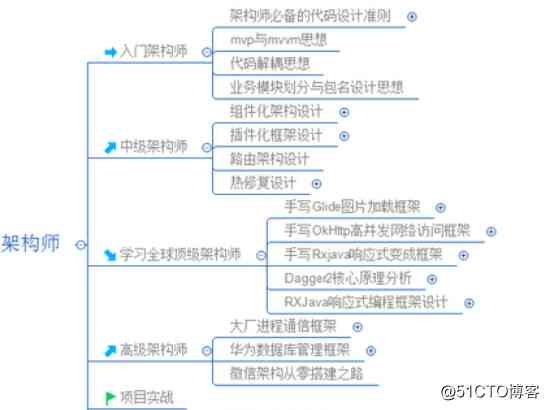 架构师必备的代码设计准则
mvp与mvvm思想
入门架构师
代码解耦思想
业务模块划分与包名设计思想
组件化架构设计
插件化框架设计
中级架构师
路由架构设计
热修复设计
手写Glide图片加载框架
手写OkHttp高并发网络访问框架
架构师
学习全球顶级架构师
手写Rxjava响应式变成框架
Dagger2核心原理分析
RXJava响应式编程框架设计
大厂进程通信框架
高级架构师
华为数据库管理框架
微信架构从零搭建之路
项目实战
@51CTO博客